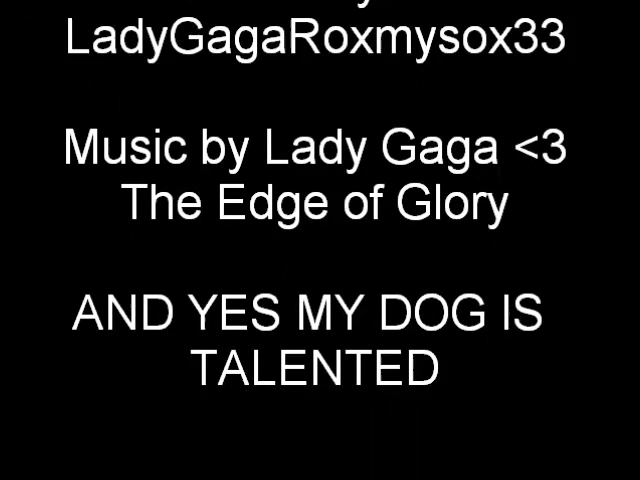 LadyGagaRoxmysox33
Music by Lady Gaga <3
The Edge of Glory
AND YES MY DOG IS
TALENTED